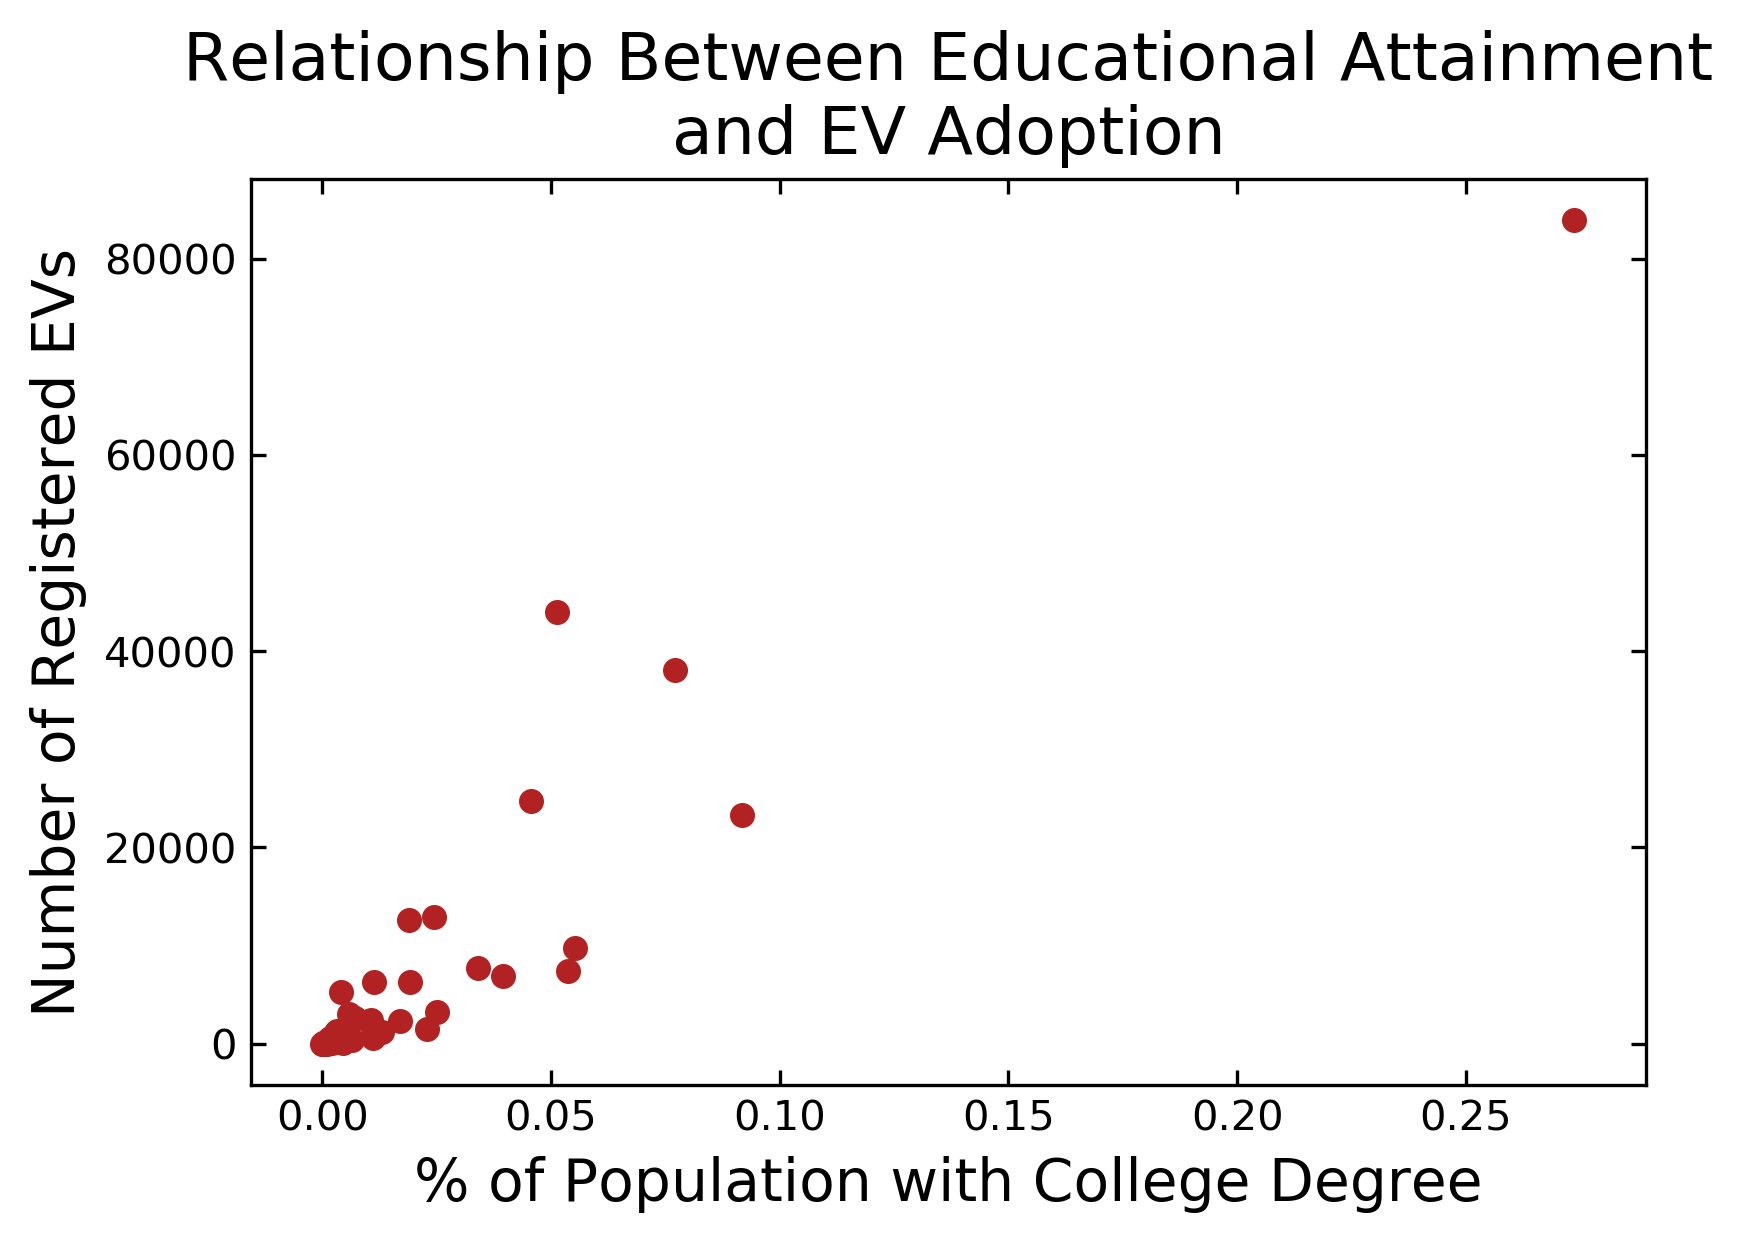 Relationship Between Educational Attainment
and EV Adoption
Number of Registered EVs
80000
60000
40000
20000
0
0.00 0.05 0.10 0.15 0.20 0.25
% of Population with College Degree